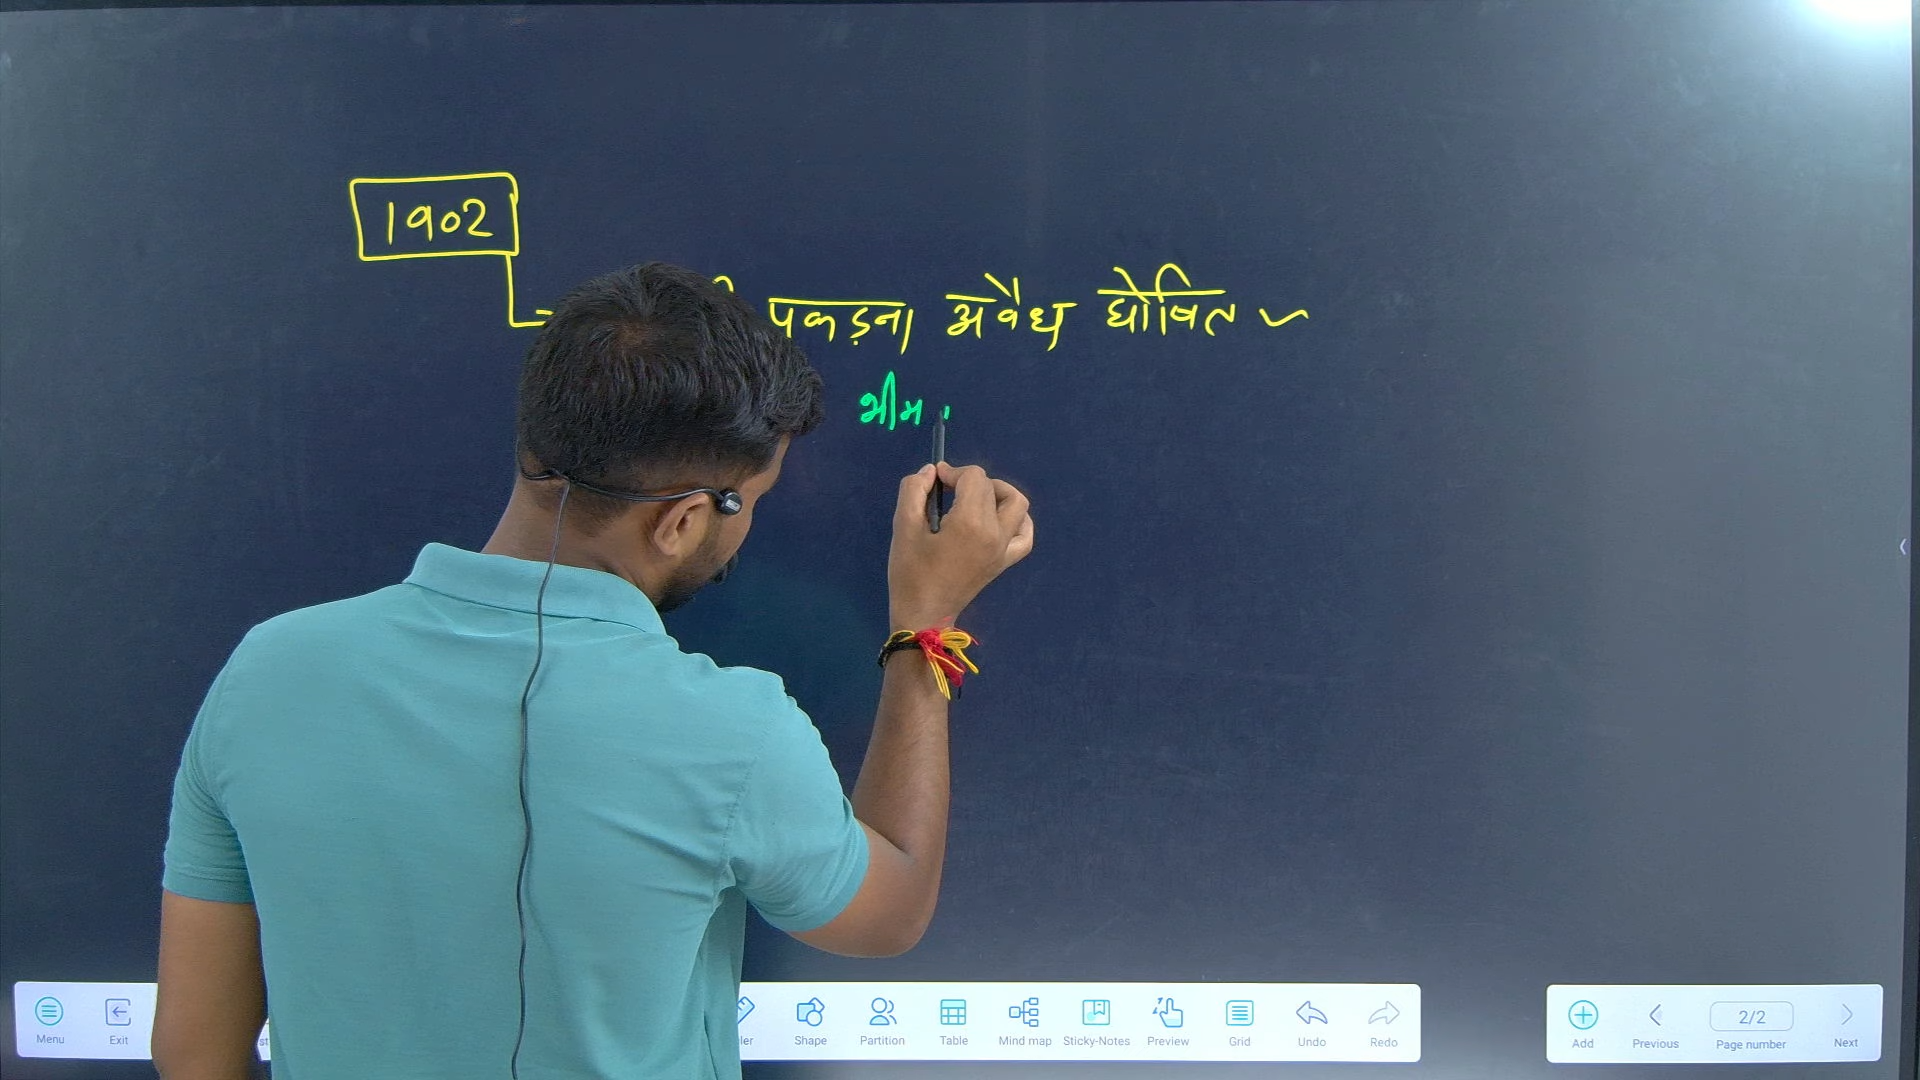 1902
पकड़ना अवैध घोषित
भीम
Menu Exit Shape Partition Table Mind map Sticky-Notes Preview Grid Undo Redo Add Previous 2/2 Page number Next